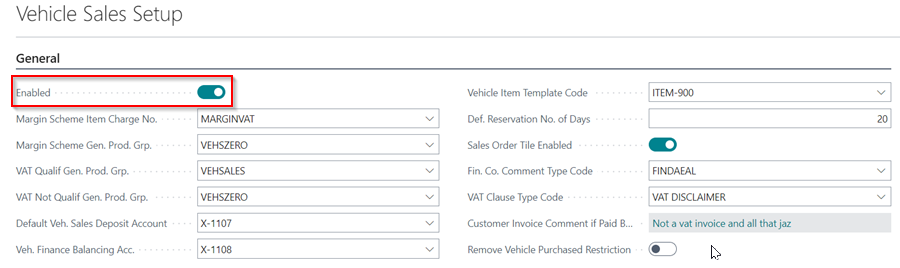 Vehicle Sales Setup
General
Enabled
Margin Scheme Item Charge No. MARGINVAT
Margin Scheme Gen. Prod. Grp. VEHSZERO
VAT Qualif Gen. Prod. Grp. VEHSALES
VAT Not Qualif Gen. Prod. Grp. VEHSZERO
Default Veh. Sales Deposit Account X-1107
Veh. Finance Balancing Acc. X-1108
Vehicle Item Template Code ITEM-900
Def. Reservation No. of Days 20
Sales Order Tile Enabled
Fin. Co. Comment Type Code FINDAEAL
VAT Clause Type Code VAT DISCLAIMER
Customer Invoice Comment if Paid B... Not a vat invoice and all that jaz
Remove Vehicle Purchased Restriction